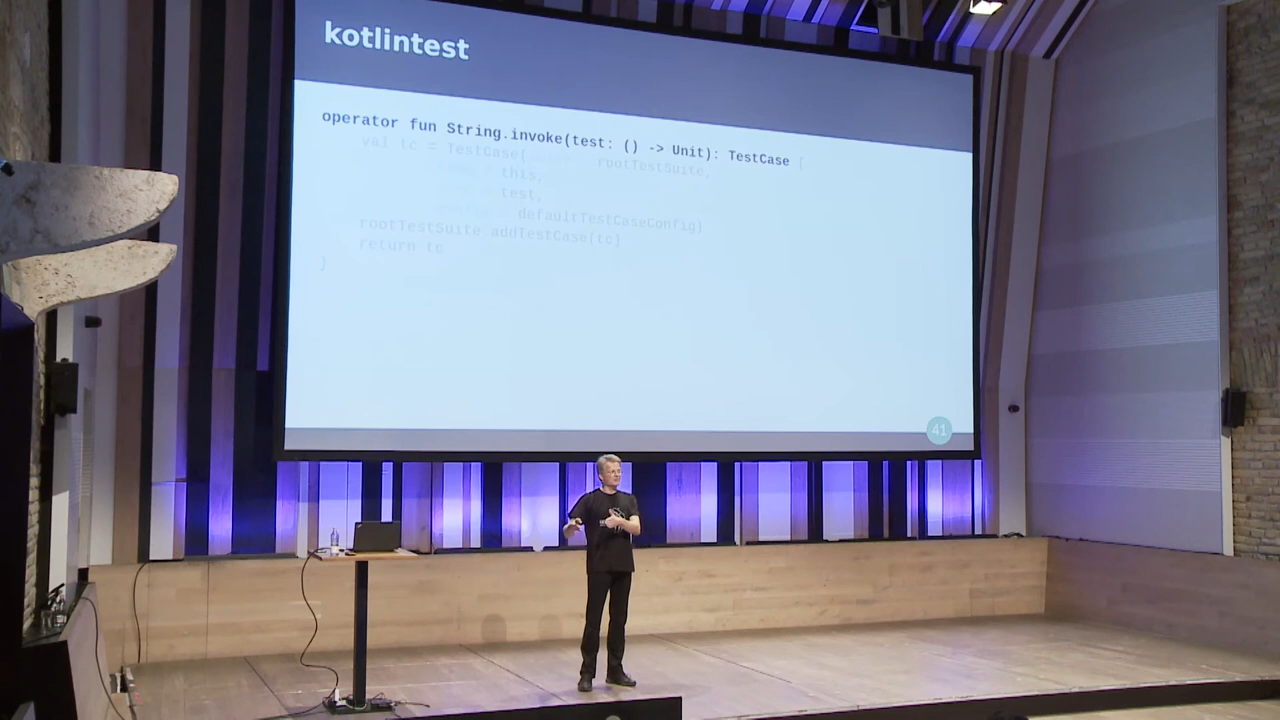 kotlintest
operator fun String.invoke(test: () -> Unit): TestCase {
val tc = TestCase( rootTestSuite,
this,
test,
defaultTestCaseConfig)
rootTestSuite.addTestCase(tc)
return tc
}
41